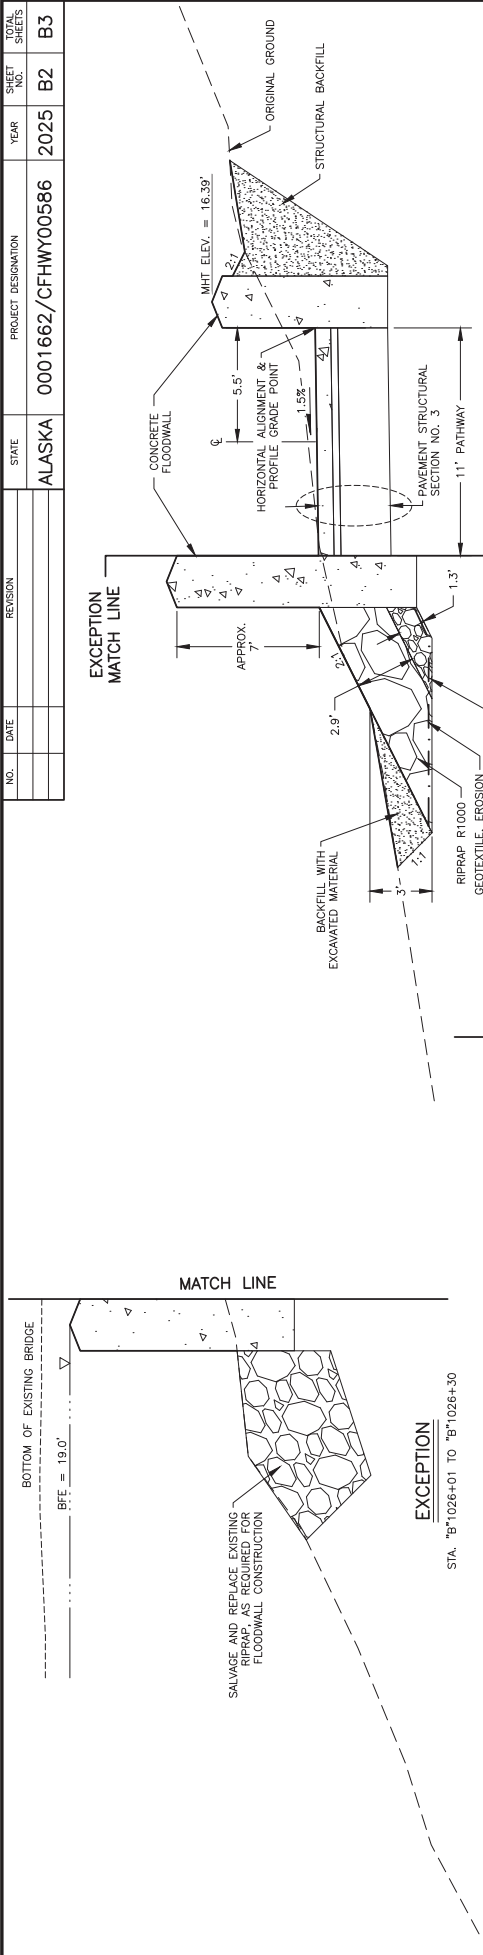 NO.
DATE
REVISION
STATE
PROJECT DESIGNATION
YEAR
SHEET
NO.
TOTAL
SHEETS
ALASKA
0001662/CFHWY00586
2025
B2
B3
EXCEPTION
MATCH LINE
CONCRETE
FLOODWALL
MHT ELEV. = 16.39'
ORIGINAL GROUND
STRUCTURAL BACKFILL
2:1
℄
5.5'
HORIZONTAL ALIGNMENT &
PROFILE GRADE POINT
1.5%
APPROX.
7'
2:1
2.9'
PAVEMENT STRUCTURAL
SECTION NO. 3
11' PATHWAY
1.3'
BACKFILL WITH
EXCAVATED MATERIAL
1:1
3'
RIPRAP R1000
GEOTEXTILE, EROSION
BOTTOM OF EXISTING BRIDGE
BFE = 19.0'
MATCH LINE
SALVAGE AND REPLACE EXISTING
RIPRAP, AS REQUIRED FOR
FLOODWALL CONSTRUCTION
EXCEPTION
STA. "B"1026+01 TO "B"1026+30